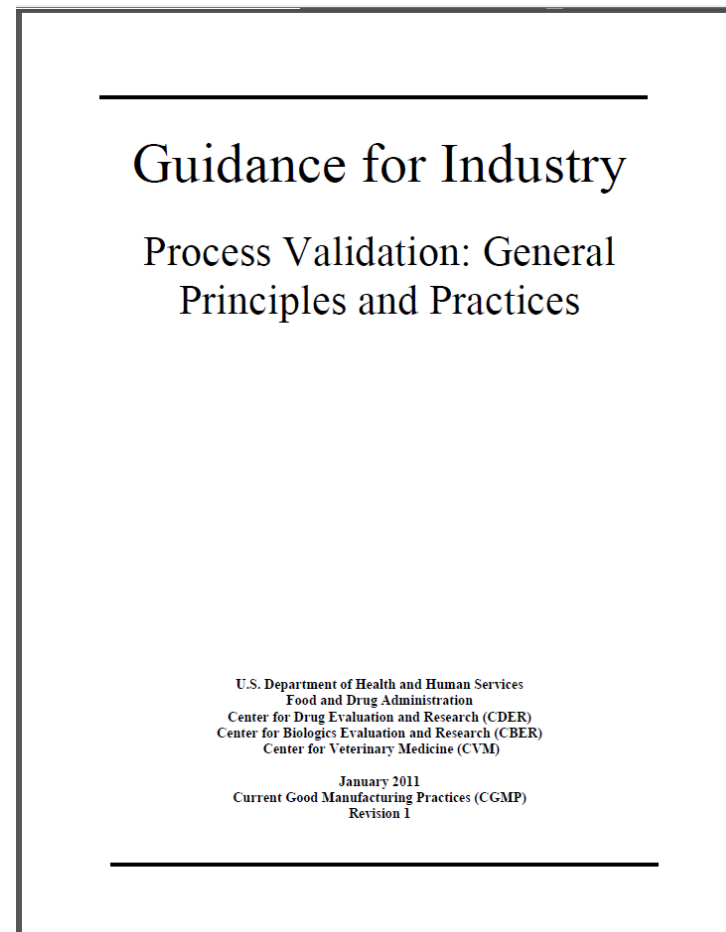 Guidance for Industry
Process Validation: General
Principles and Practices
U.S. Department of Health and Human Services
Food and Drug Administration
Center for Drug Evaluation and Research (CDER)
Center for Biologics Evaluation and Research (CBER)
Center for Veterinary Medicine (CVM)
January 2011
Current Good Manufacturing Practices (CGMP)
Revision 1